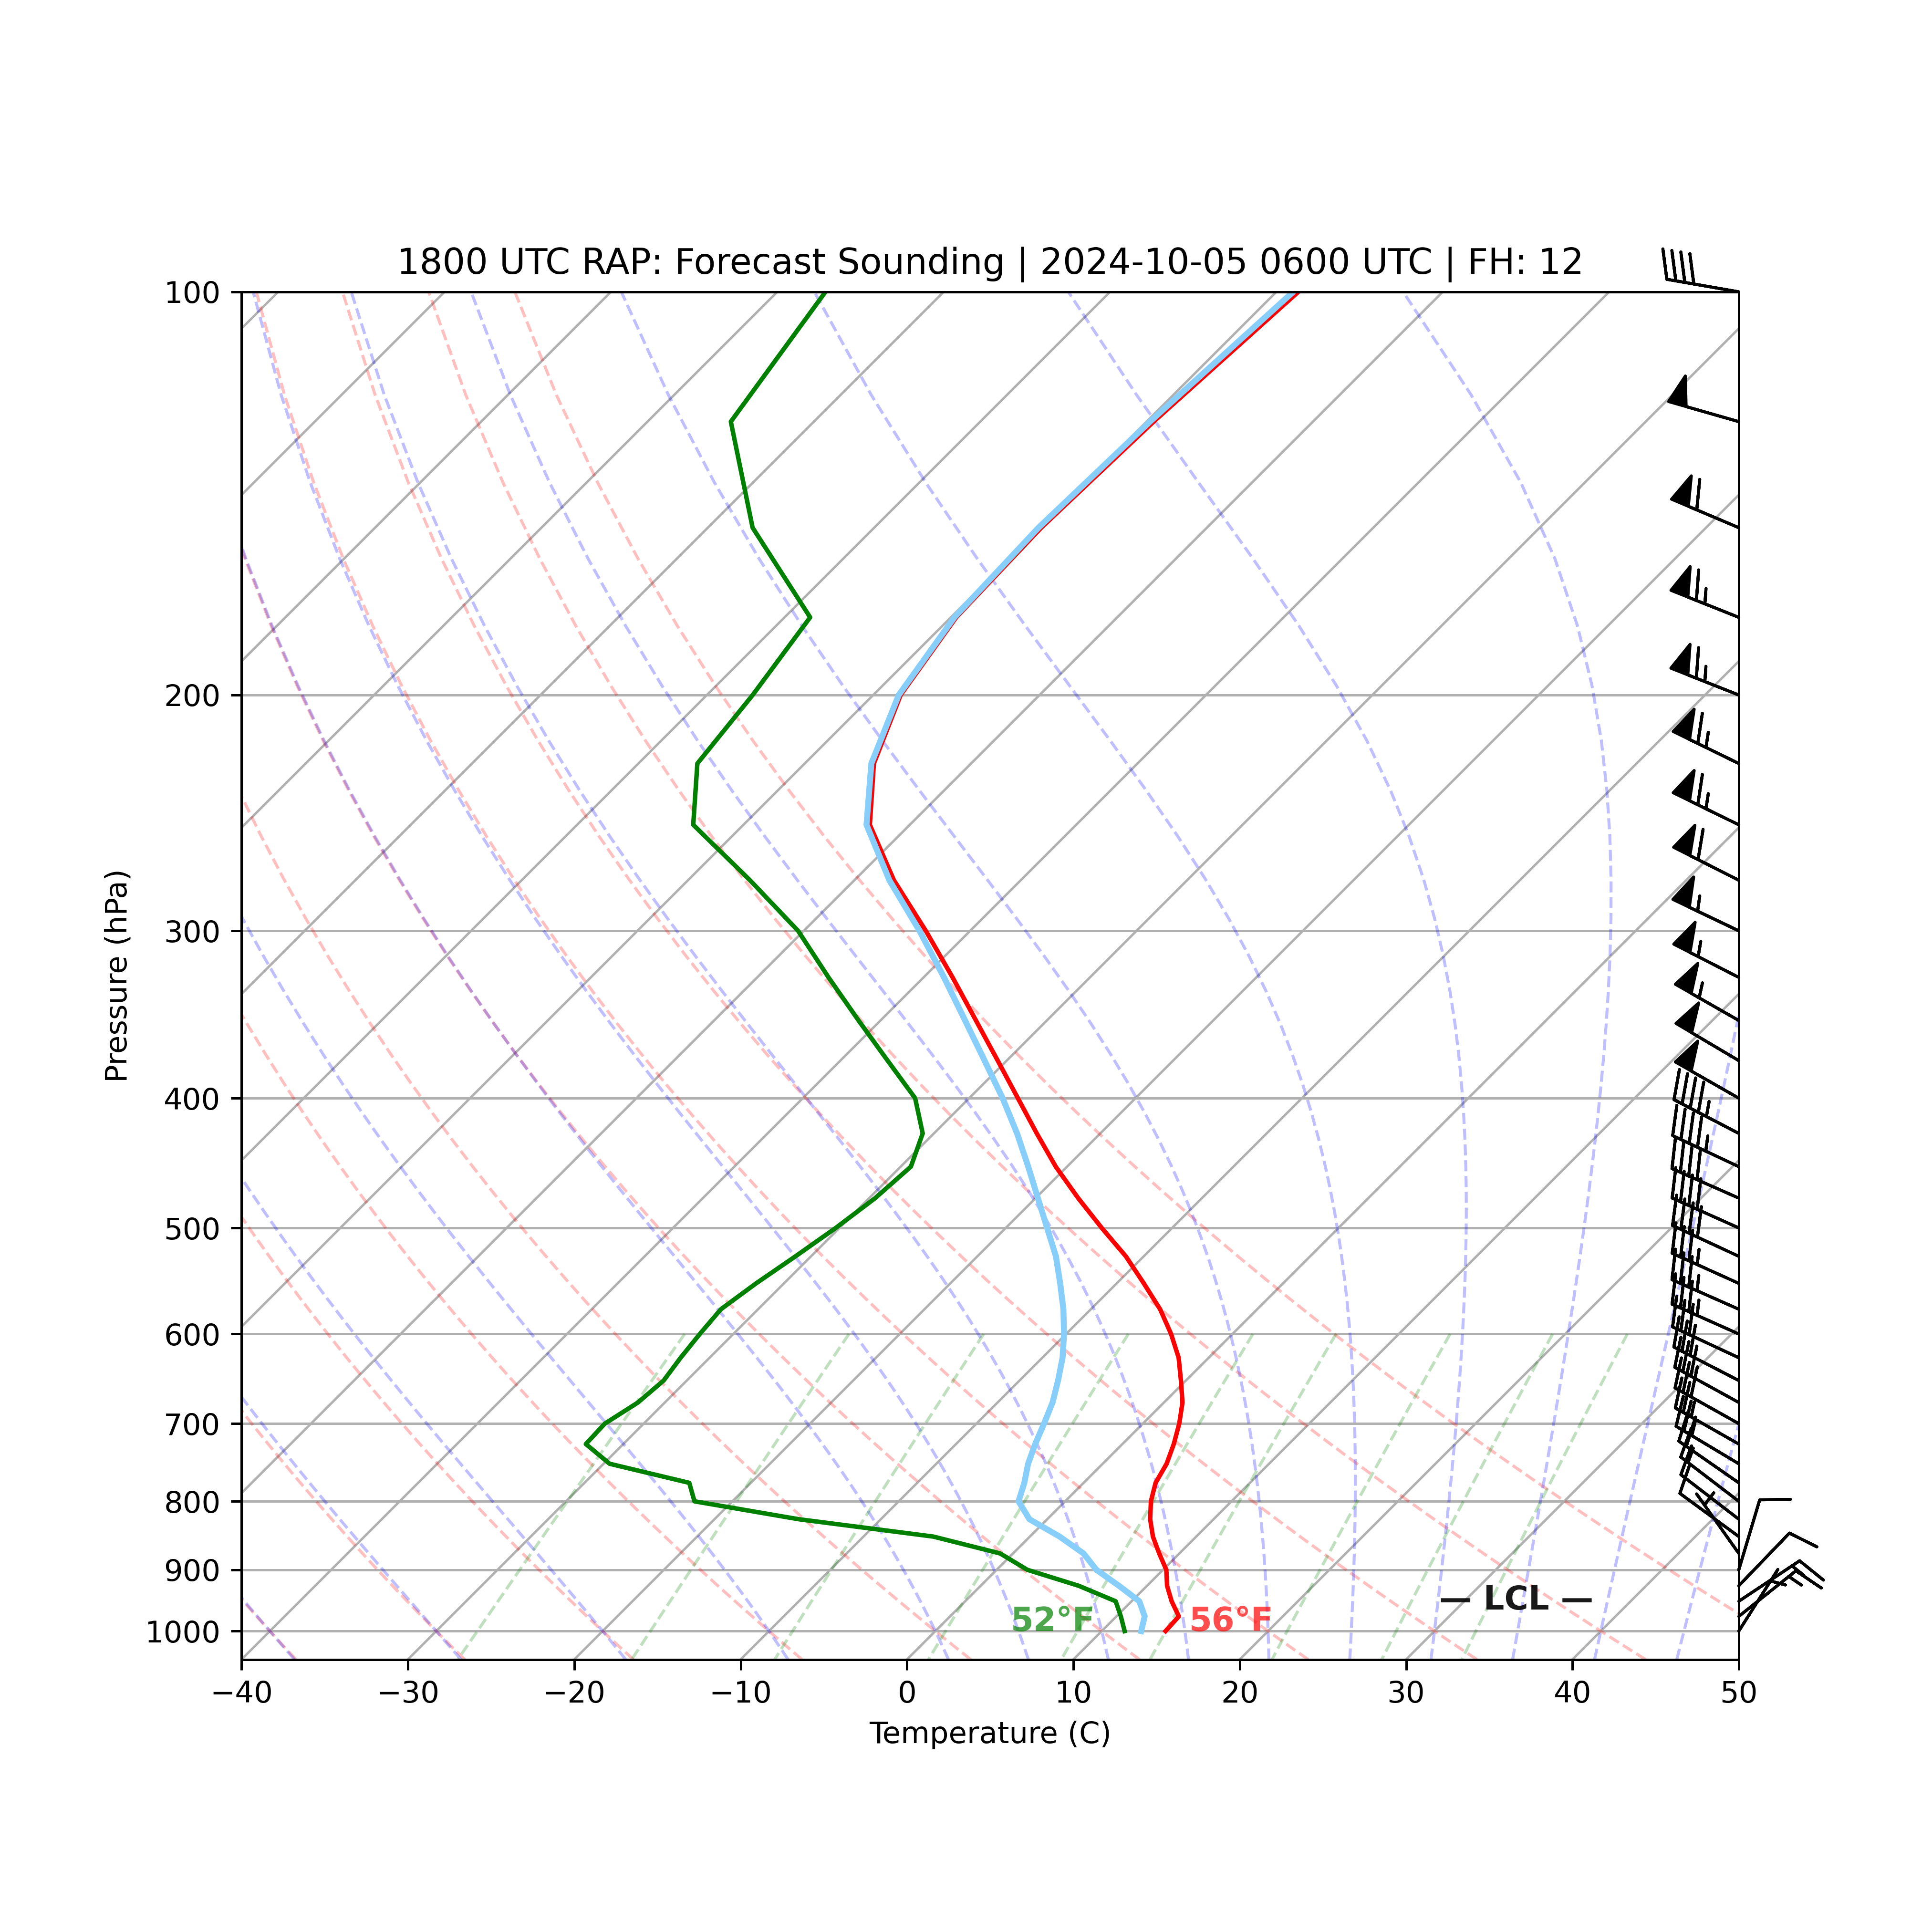 1800 UTC RAP: Forecast Sounding | 2024-10-05 0600 UTC | FH: 12
100
200
300
400
500
600
700
800
900
1000
Pressure (hPa)
52°F
56°F
— LCL —
−40 −30 −20 −10 0 10 20 30 40 50
Temperature (C)